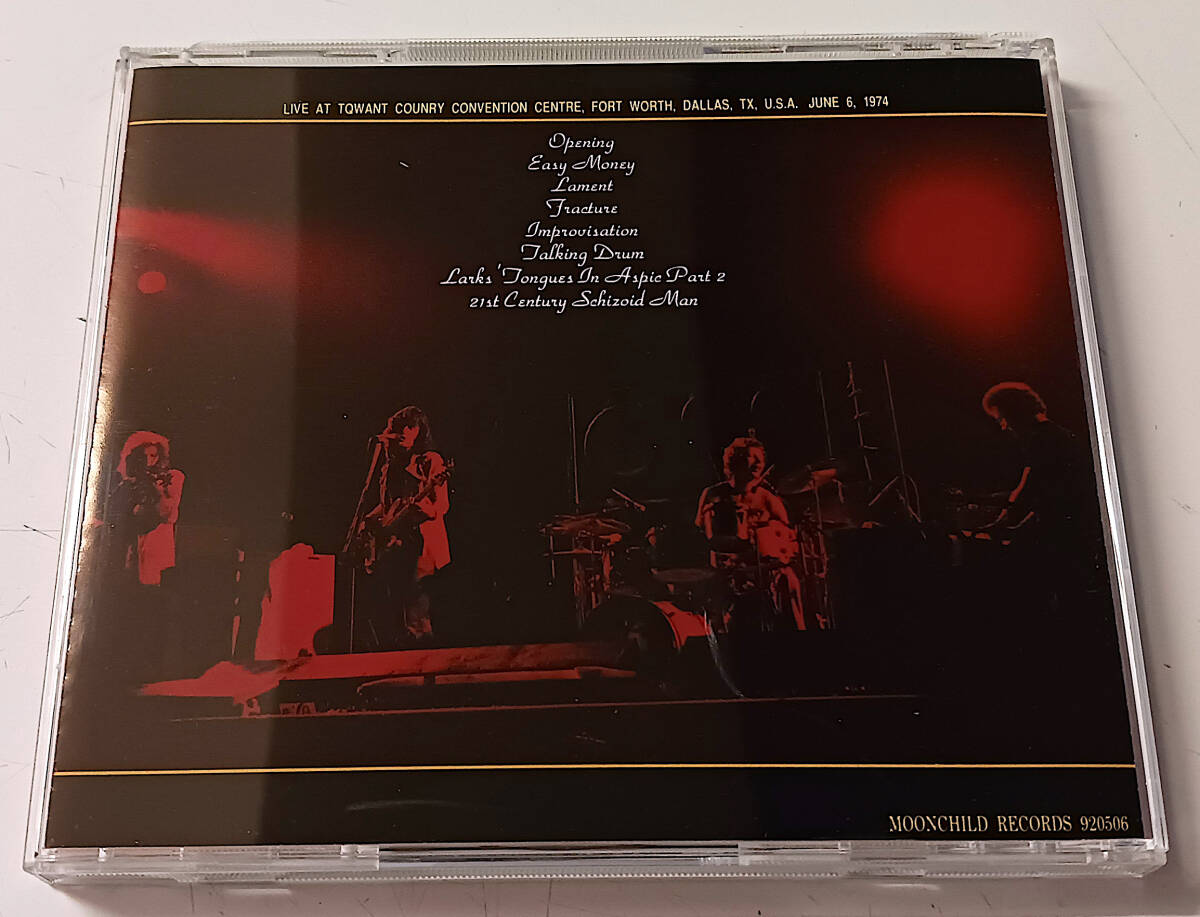 LIVE AT TQWANT COUNRY CONVENTION CENTRE, FORT WORTH, DALLAS, TX, U.S.A. JUNE 6, 1974
Opening
Easy Money
Lament
Fracture
Improvisation
Talking Drum
Larks' Tongues In Aspic Part 2
21st Century Schizoid Man
MOONCHILD RECORDS 920506